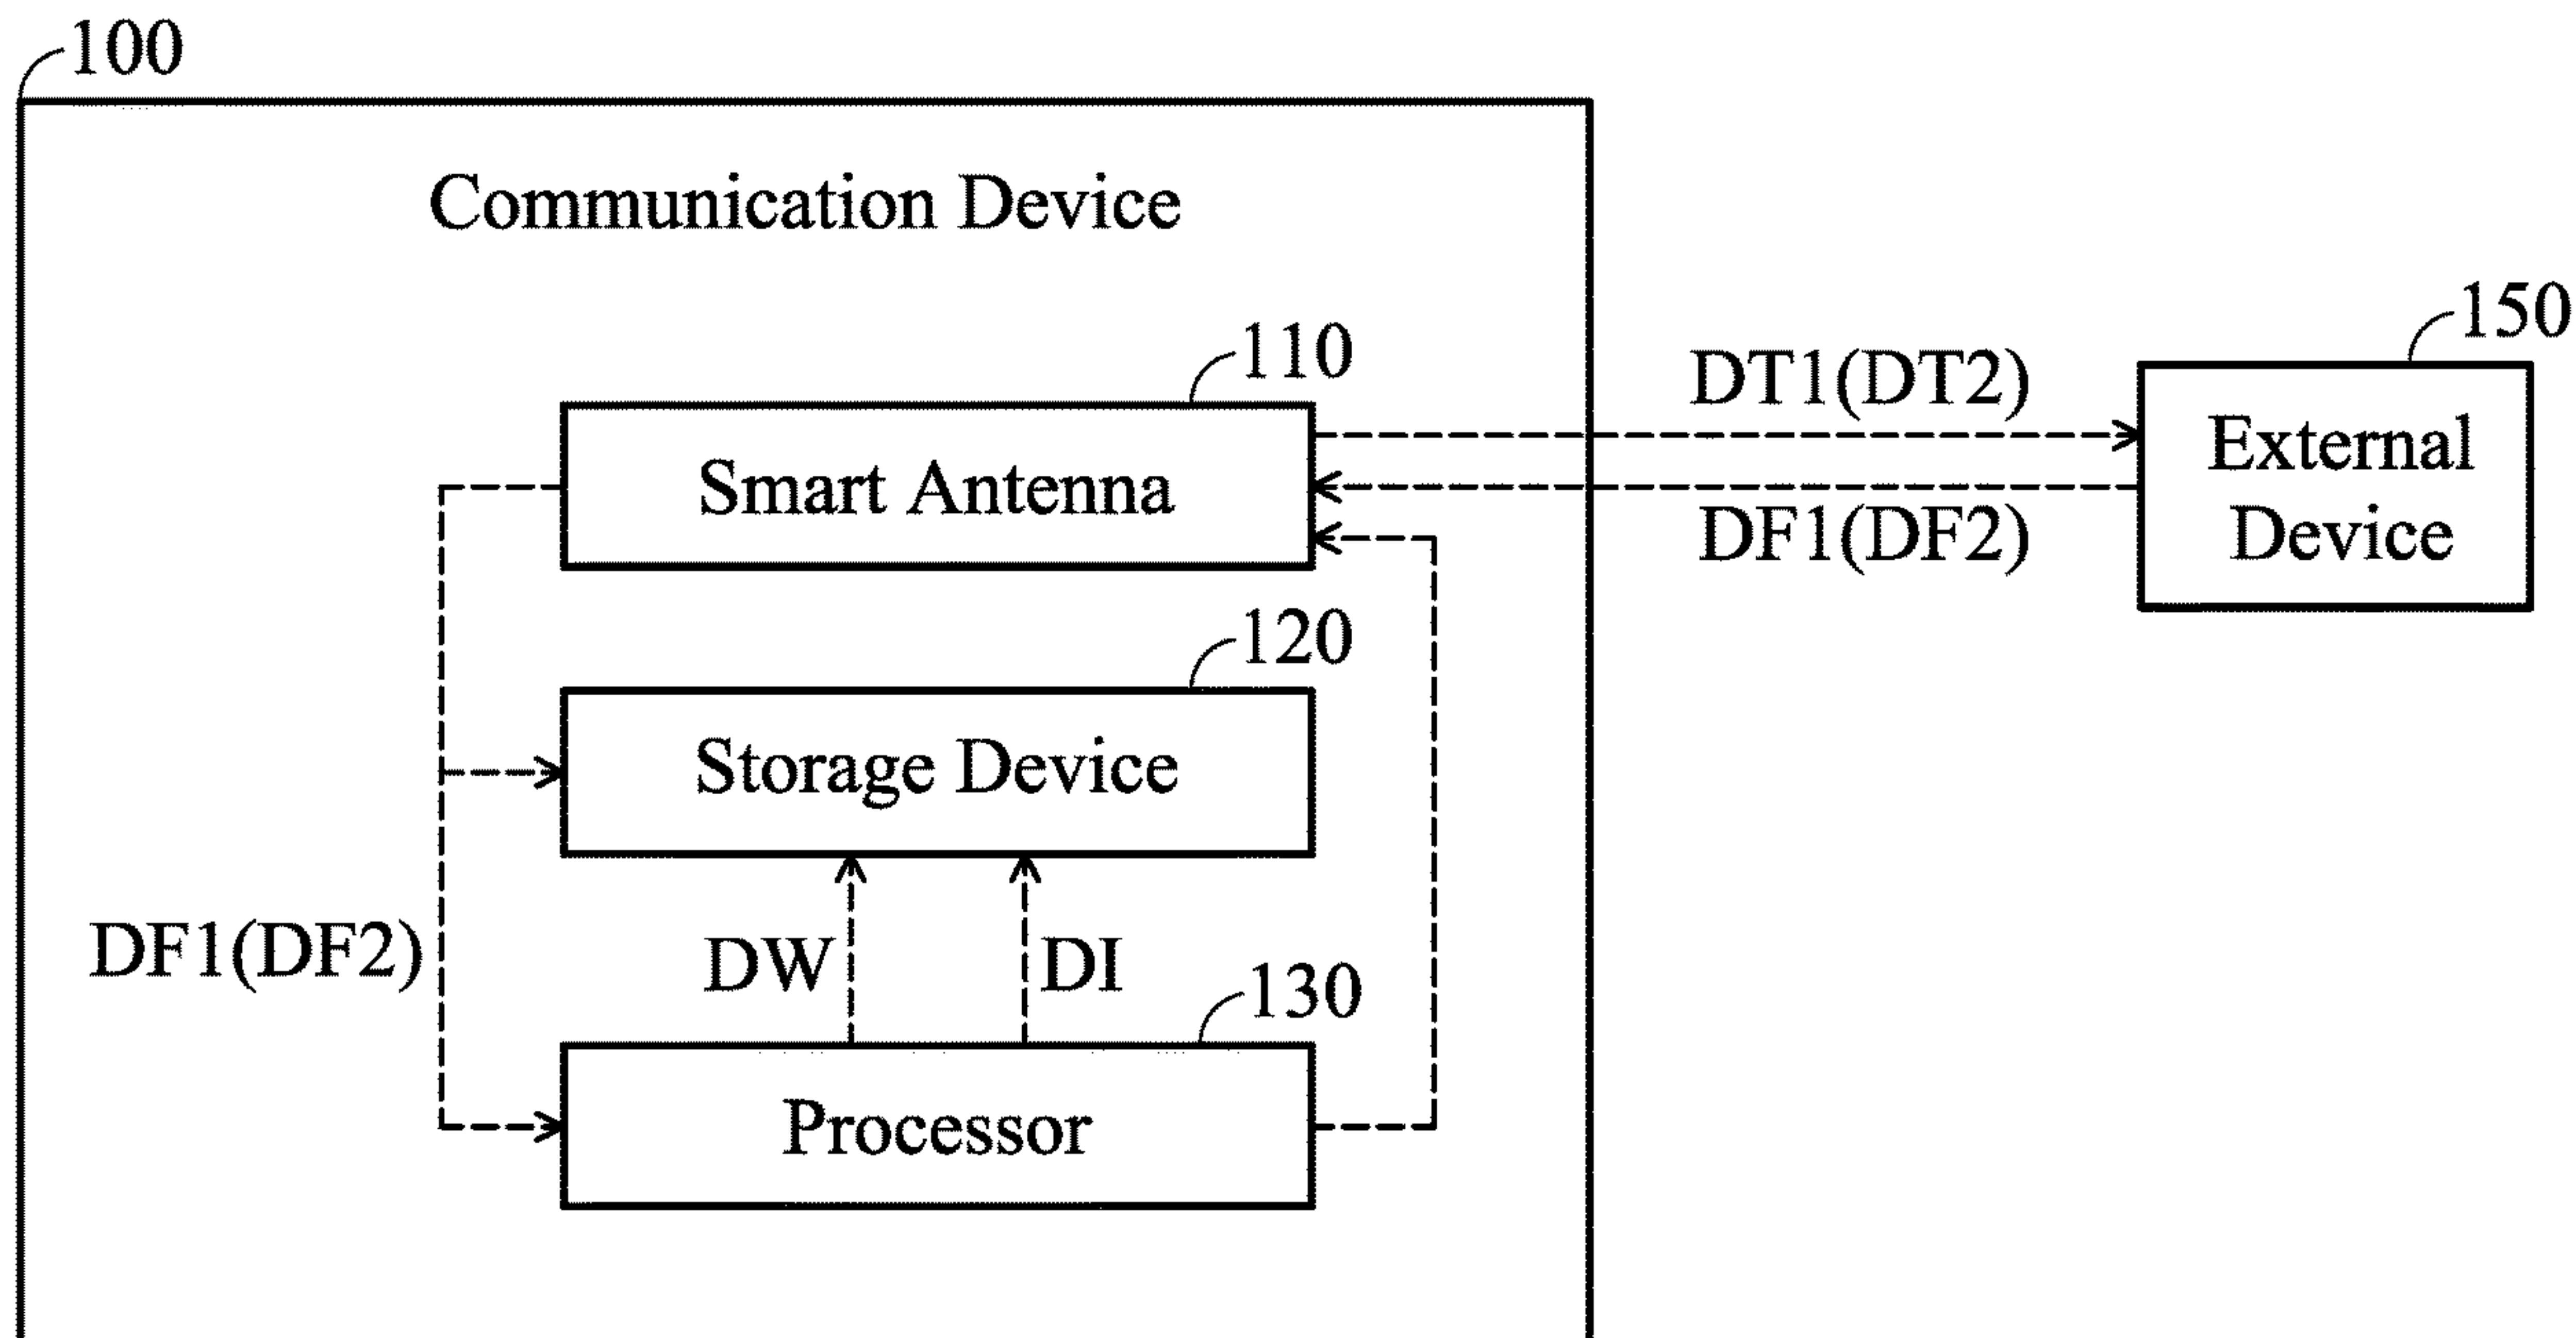 100
Communication Device
150
110
DT1(DT2)
External
Device
Smart Antenna
DF1(DF2)
120
Storage Device
DF1(DF2)
DW
DI
130
Processor